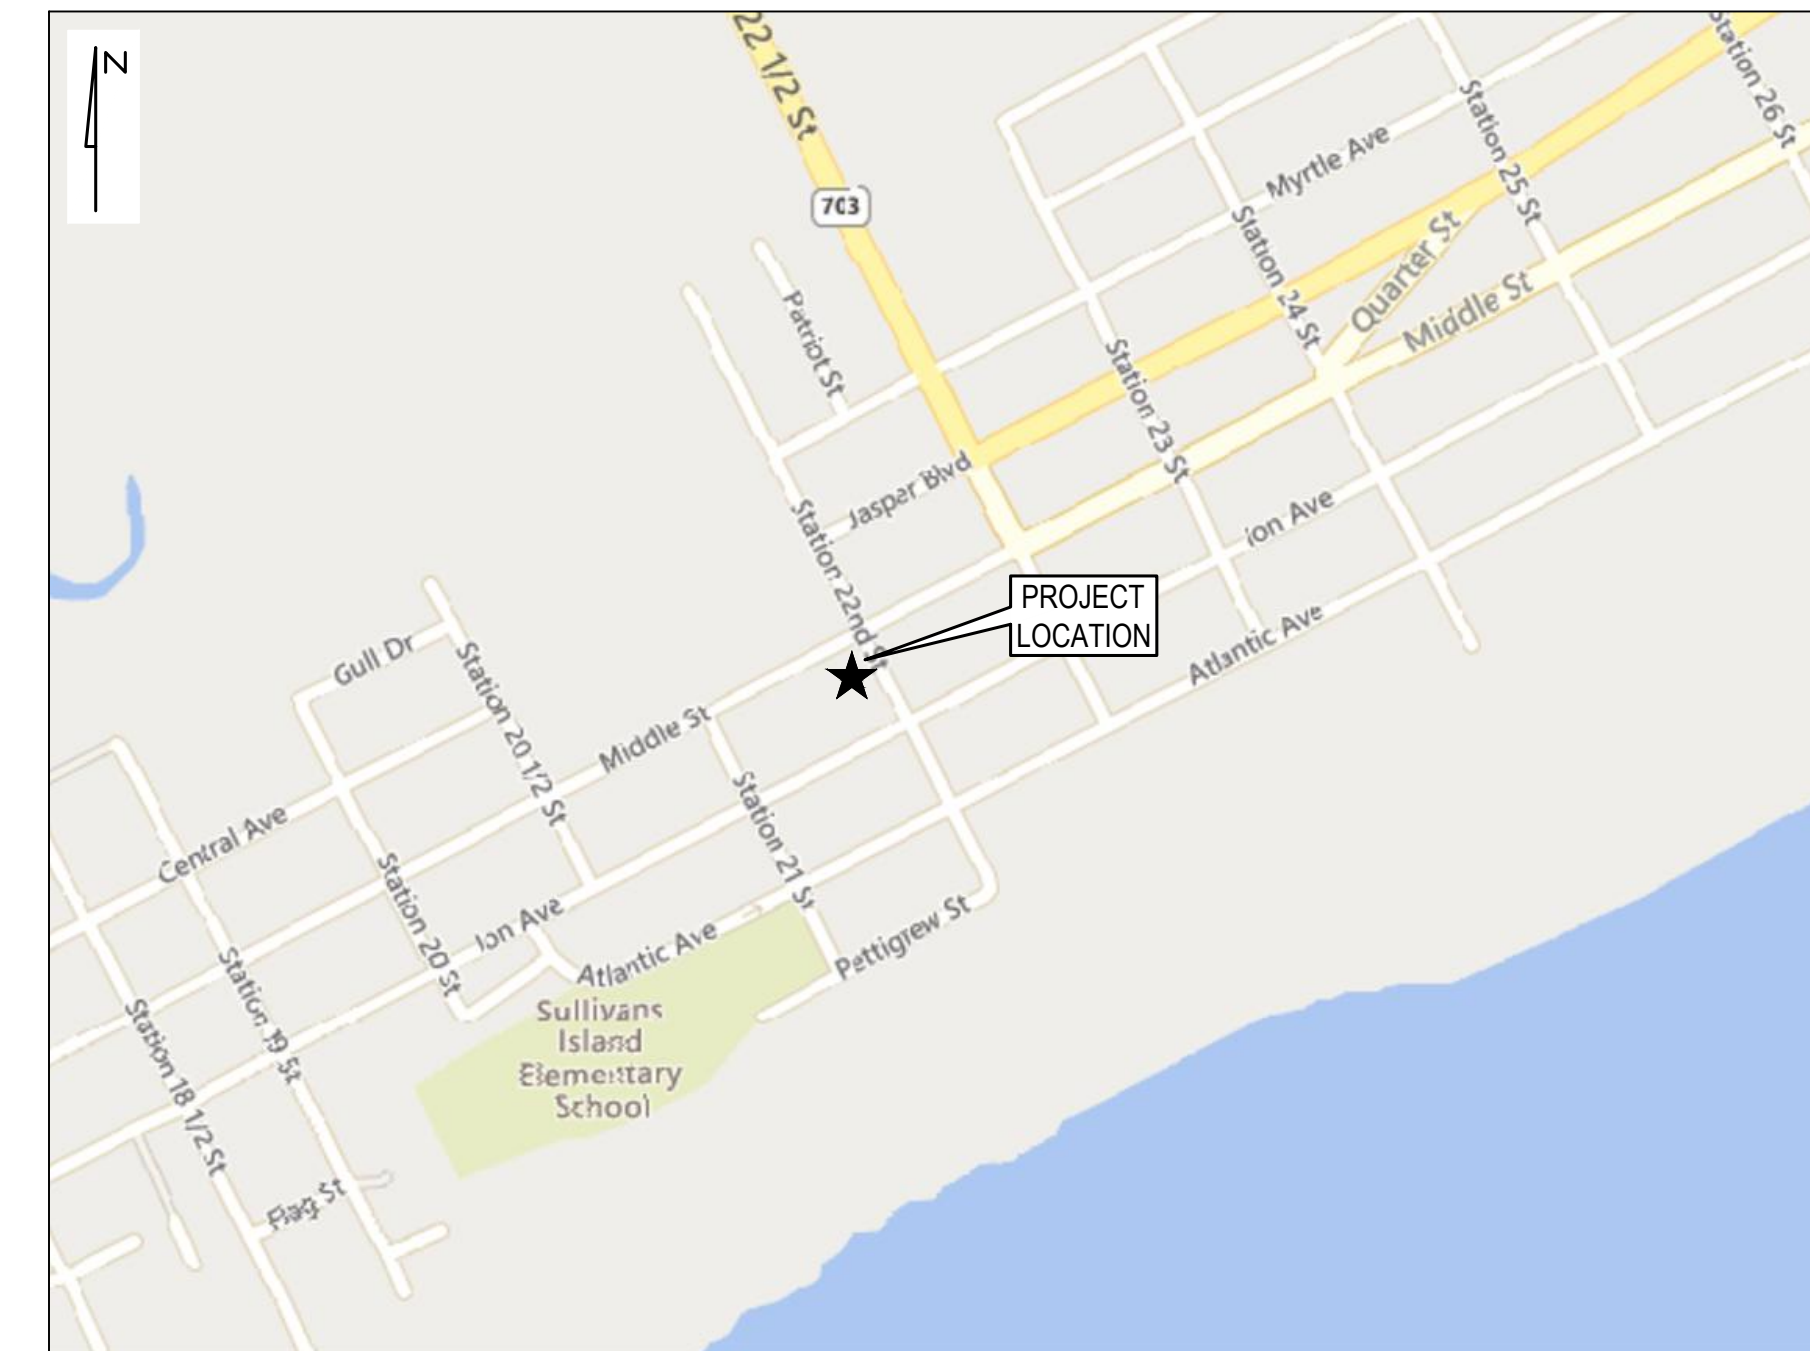 N
22 1/2 St
Station 26 St
Station 25 St
Myrtle Ave
703
Station 24 St
Quarter St
Middle St
Patriot St
Station 23 St
Jasper Blvd
Ion Ave
Station 22nd St
PROJECT
LOCATION
Atlantic Ave
Gull Dr
Station 20 1/2 St
Middle St
Station 21 St
Central Ave
Station 20 St
Ion Ave
Pettigrew St
Atlantic Ave
Station 19 St
Sullivans
Island
Elementary
School
Station 18 1/2 St